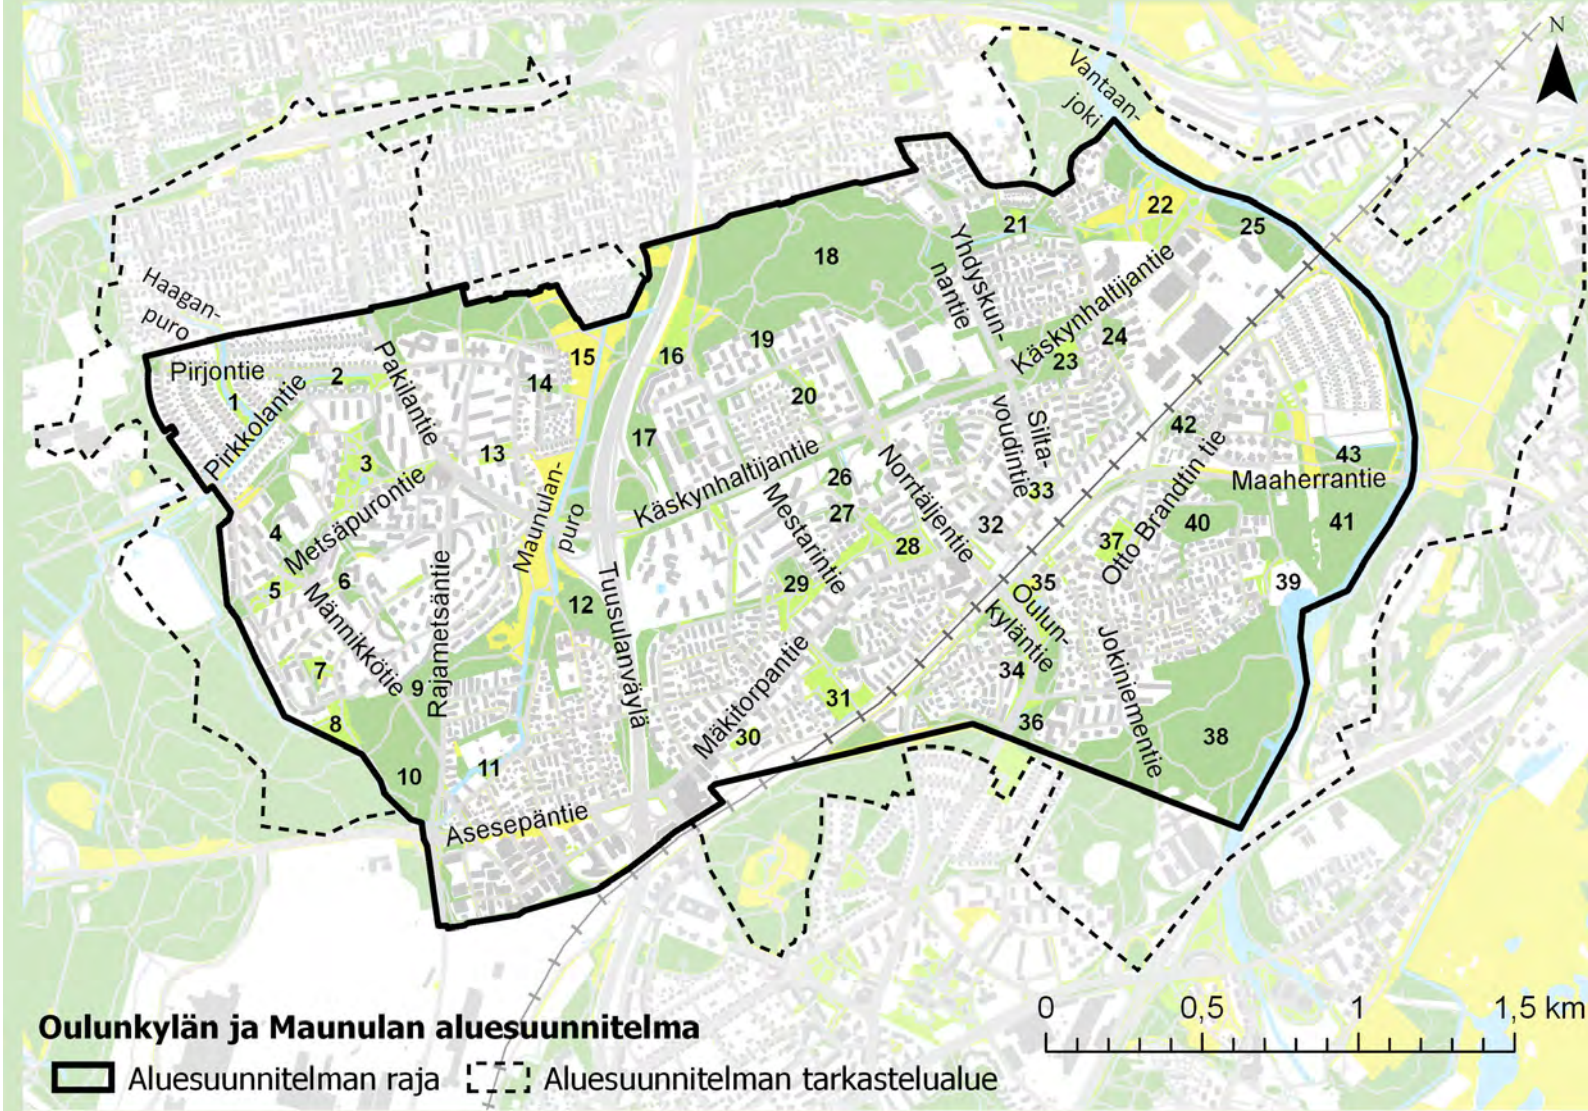 N
Vantaan-
joki
22
25
21
18
Yhdyskun-
nantie
Käskynhaltijantie
Haagan-
puro
24
19
23
15
16
Pakilantie
Pirjontie
2
14
1
20
Pirkkolantie
42
17
voudintie
Silta-
3
13
43
Maaherrantie
Käskynhaltijantie
26
Norrtäljentie
33
Otto Brandtin tie
Metsäpurontie
Maunulan-
puro
Mestarintie
27
32
40
41
4
28
37
5
6
29
35
39
Männikkötie
Rajametsäntie
12
Tuusulanväylä
Oulun-
kyläntie
Jokiniementie
7
9
34
31
Mäkitorpantie
8
30
36
38
10
11
Asesepäntie
0
0,5
1
1,5 km
Oulunkylän ja Maunulan aluesuunnitelma
Aluesuunnitelman raja
Aluesuunnitelman tarkastelualue